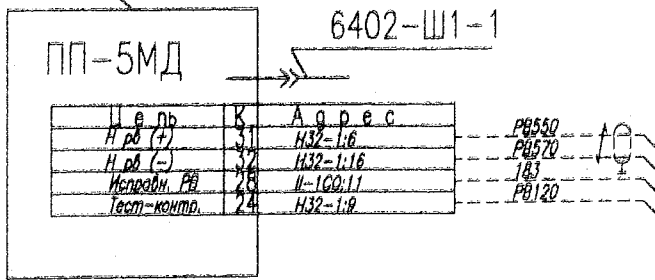 6402-Ш1-1
ПП-5МД
Цепь К Адрес
Н рв (+) 31 Н32-1:6 РВ550
Н рв (-) 32 Н32-1:16 РВ570
Исправн. РВ 28 II-160:11 183
Тест-контр. 24 Н32-1:9 РВ120